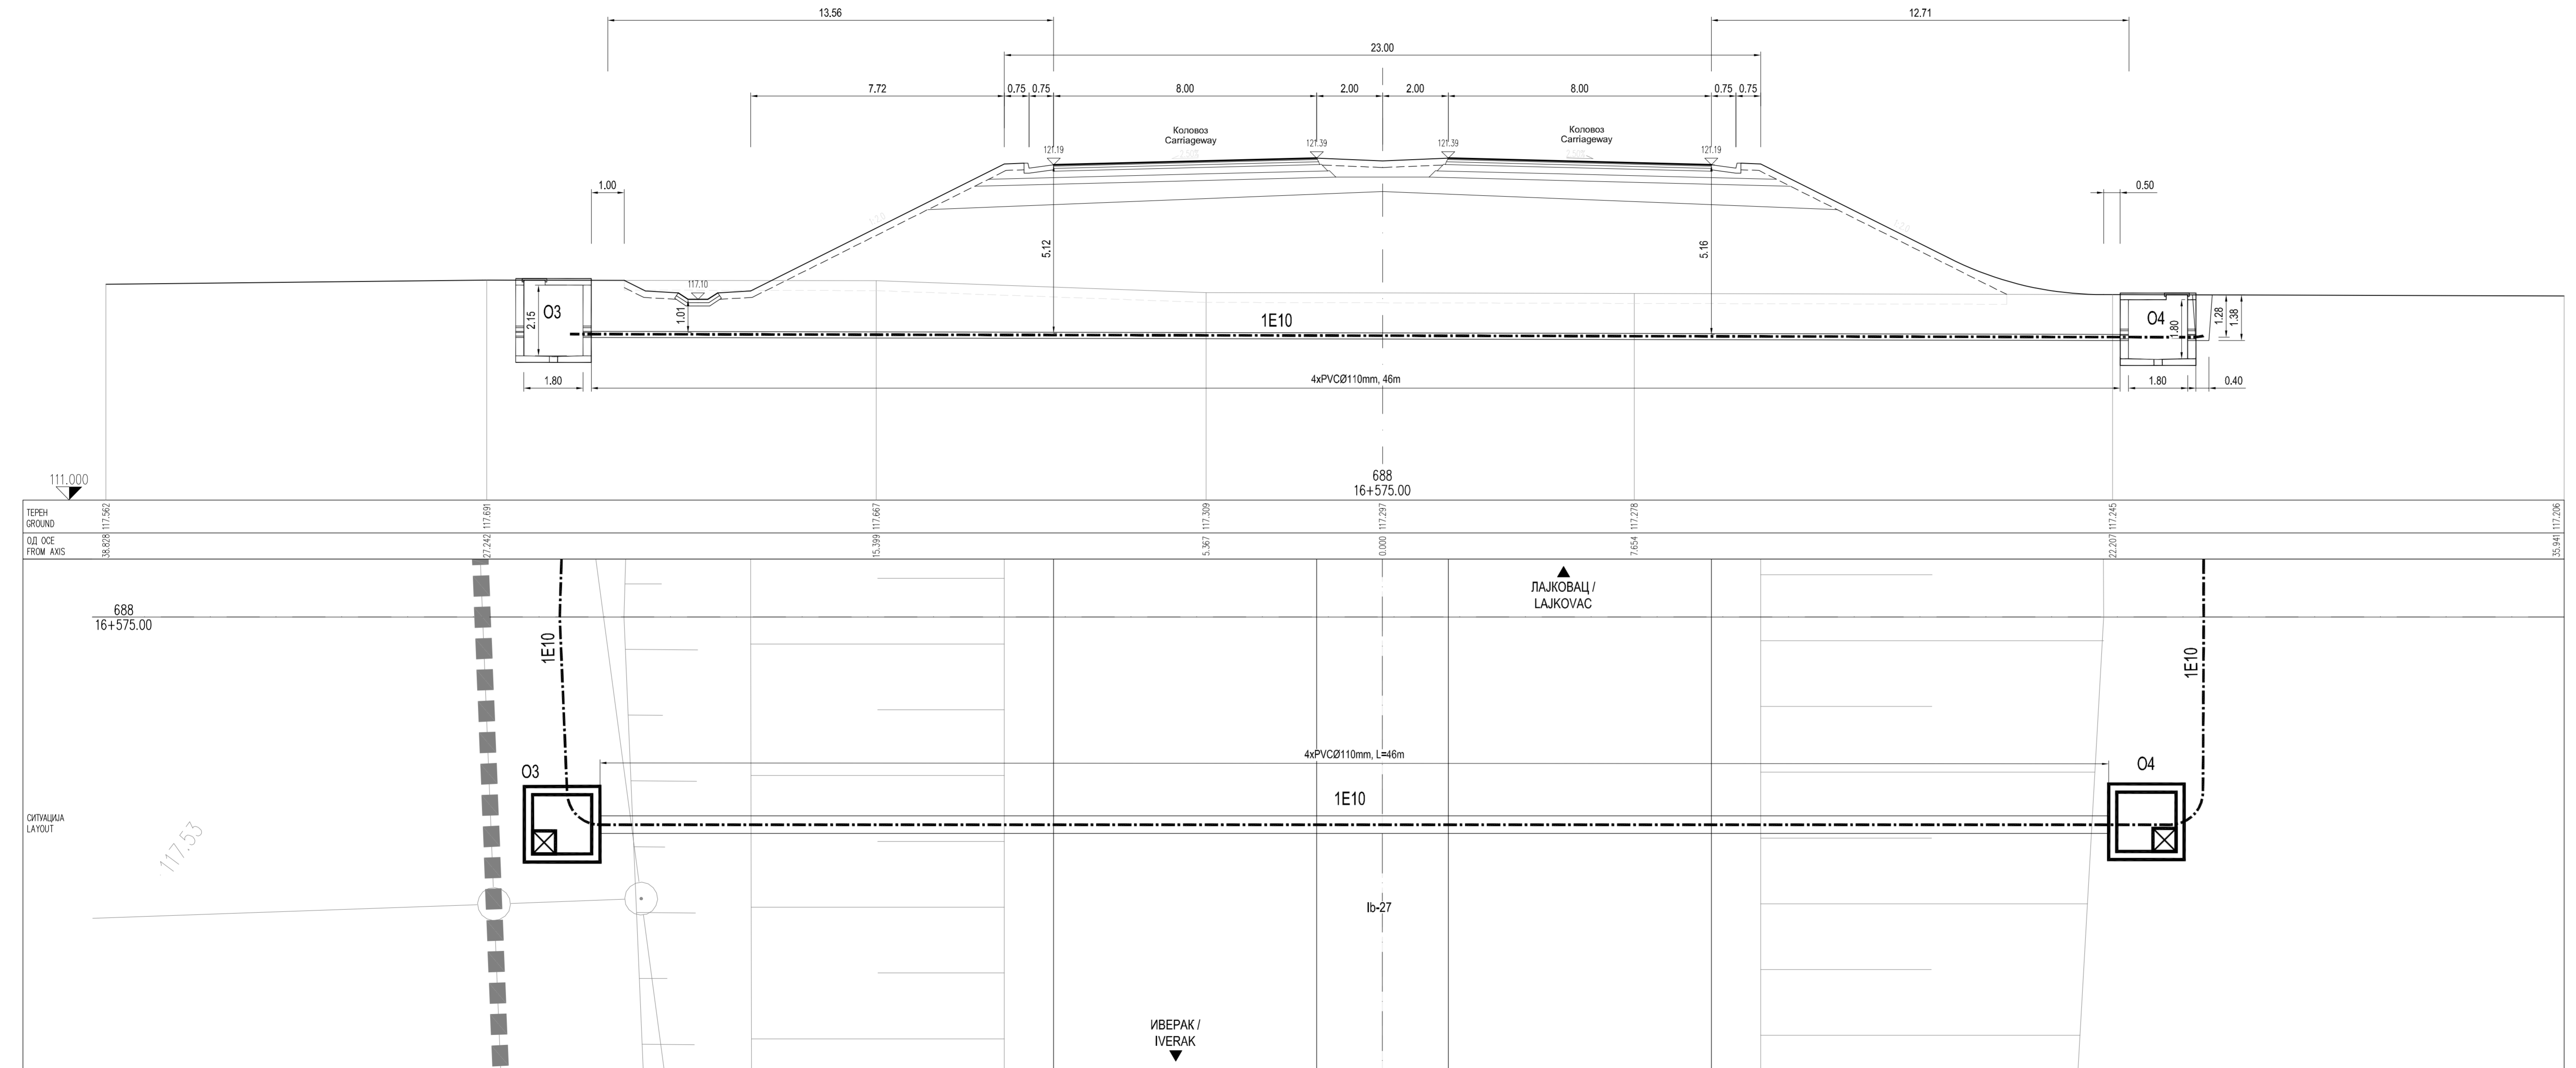 13.56
12.71
23.00
7.72
0.75
0.75
8.00
2.00
2.00
8.00
0.75
0.75
Коловоз
Carriageway
Коловоз
Carriageway
121.19
121.39
121.39
121.19
1.00
0.50
5.12
5.16
117.10
1.01
O3
2.15
1E10
O4
1.80
1.28
1.38
1.80
4xPVCØ110mm, 46m
1.80
0.40
111.000
688
16+575.00
ТЕРЕН
GROUND
117.562
117.691
117.667
117.309
117.297
117.278
117.245
117.206
ОД ОСЕ
FROM AXIS
38.828
27.242
15.399
5.367
0.000
7.654
22.207
35.941
ЛАЈКОВАЦ /
LAJKOVAC
688
16+575.00
1E10
1E10
4xPVCØ110mm, L=46m
O3
O4
1E10
СИТУАЦИЈА
LAYOUT
117.53
Ib-27
ИВЕРАК /
IVERAK